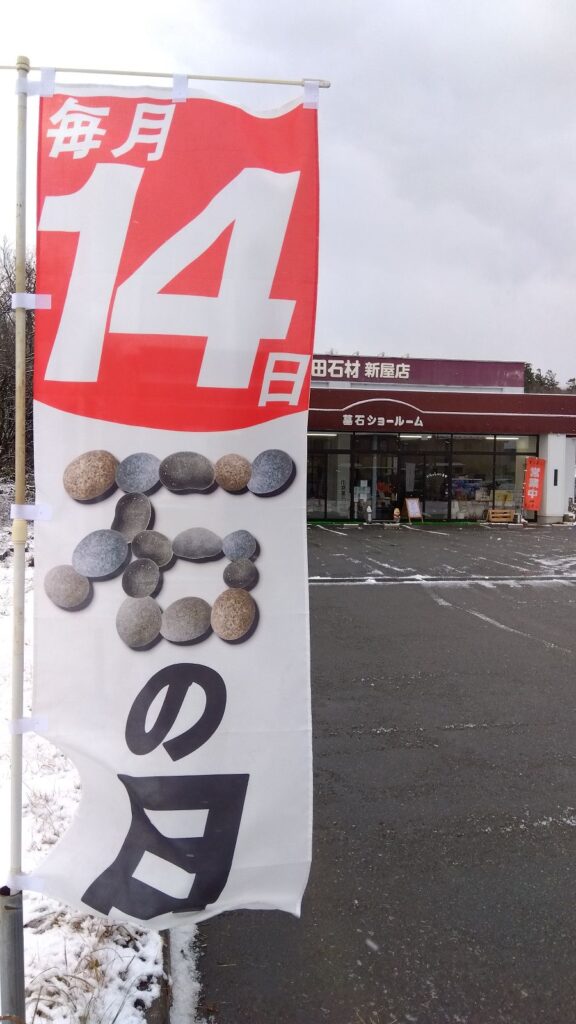 毎月
14日
石
の
日
田石材 新屋店
墓石ショールーム
営業中